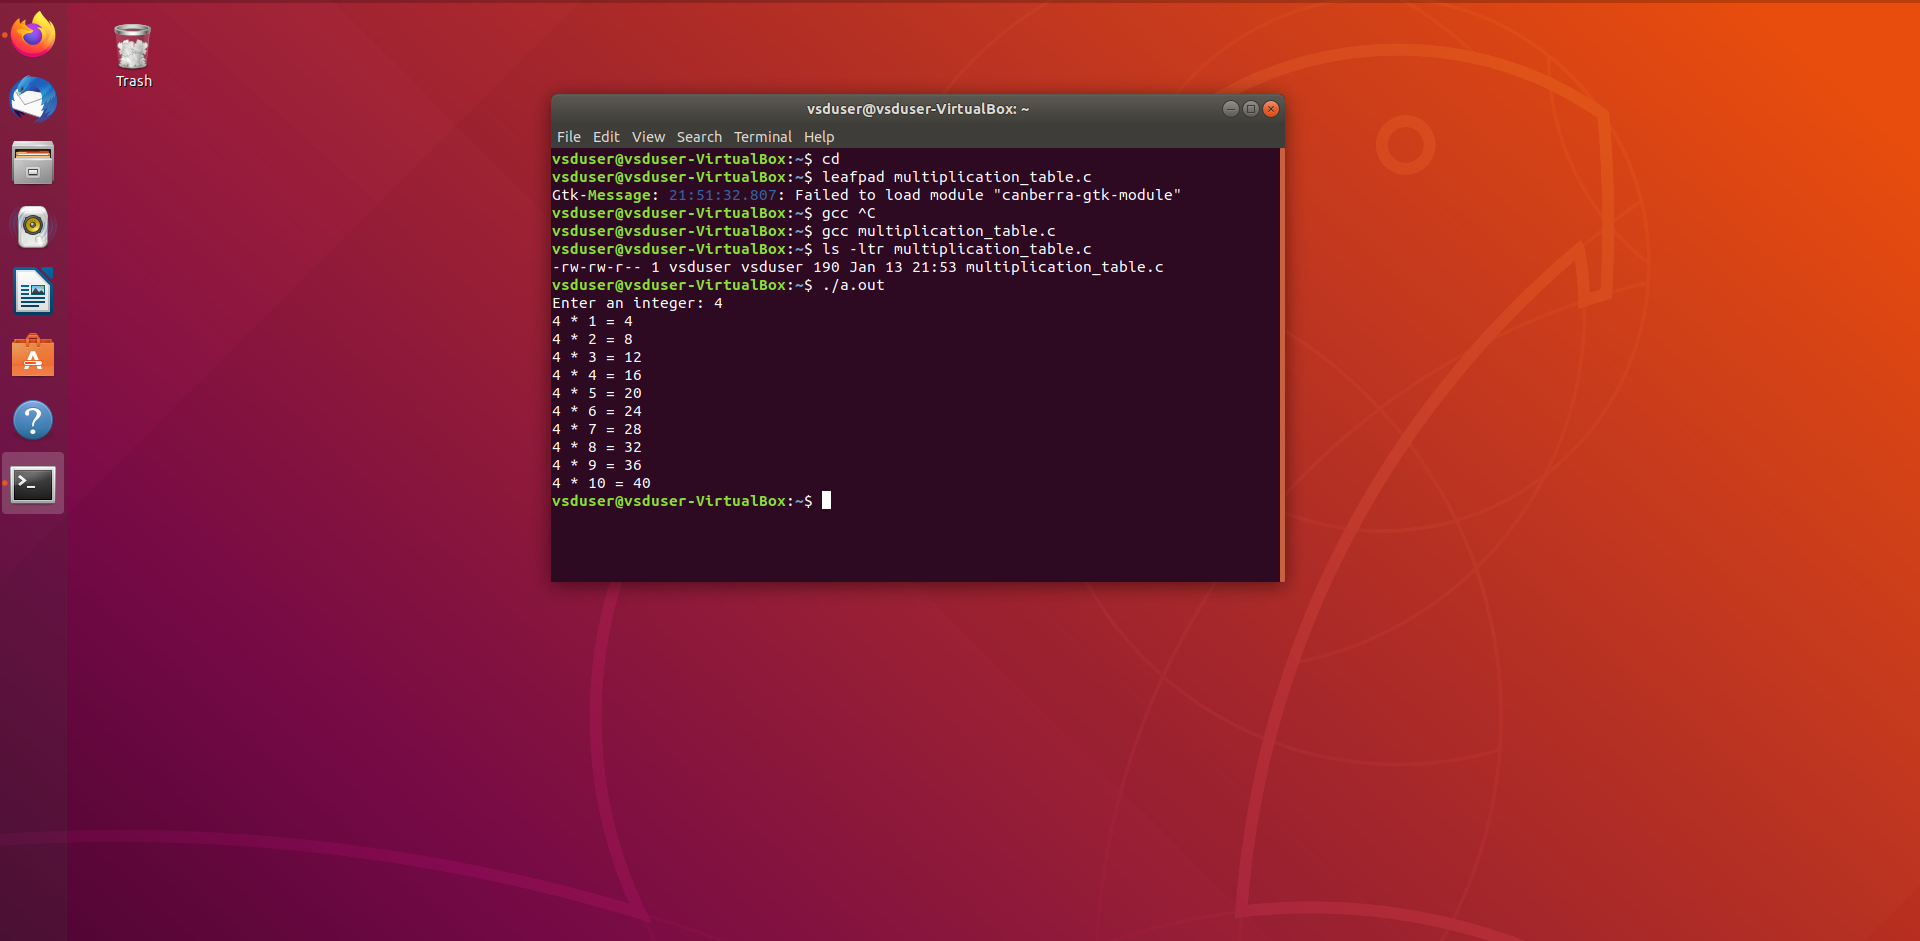 Trash
vsduser@vsduser-VirtualBox: ~
File Edit View Search Terminal Help
vsduser@vsduser-VirtualBox:~$ cd
vsduser@vsduser-VirtualBox:~$ leafpad multiplication_table.c
Gtk-Message: 21:51:32.807: Failed to load module "canberra-gtk-module"
vsduser@vsduser-VirtualBox:~$ gcc ^C
vsduser@vsduser-VirtualBox:~$ gcc multiplication_table.c
vsduser@vsduser-VirtualBox:~$ ls -ltr multiplication_table.c
-rw-rw-r-- 1 vsduser vsduser 190 Jan 13 21:53 multiplication_table.c
vsduser@vsduser-VirtualBox:~$ ./a.out
Enter an integer: 4
4 * 1 = 4
4 * 2 = 8
4 * 3 = 12
4 * 4 = 16
4 * 5 = 20
4 * 6 = 24
4 * 7 = 28
4 * 8 = 32
4 * 9 = 36
4 * 10 = 40
vsduser@vsduser-VirtualBox:~$